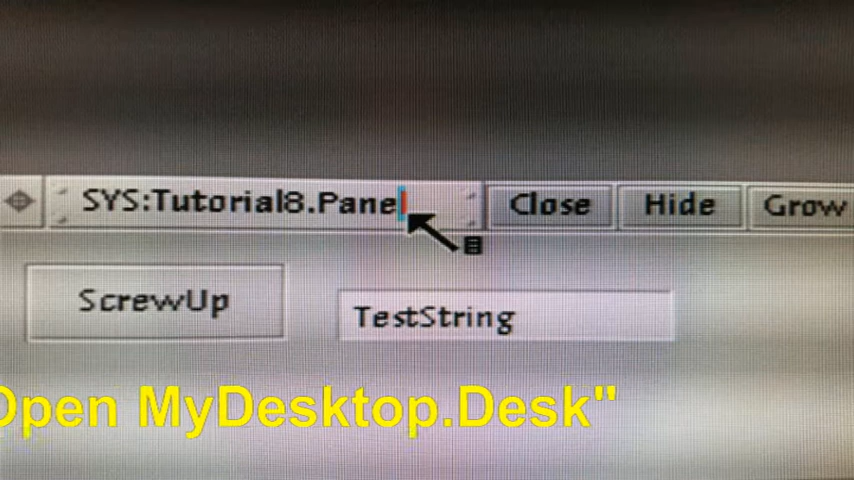 SYS:Tutorial8.Panel Close Hide Grow
ScrewUp TestString
Open MyDesktop.Desk"